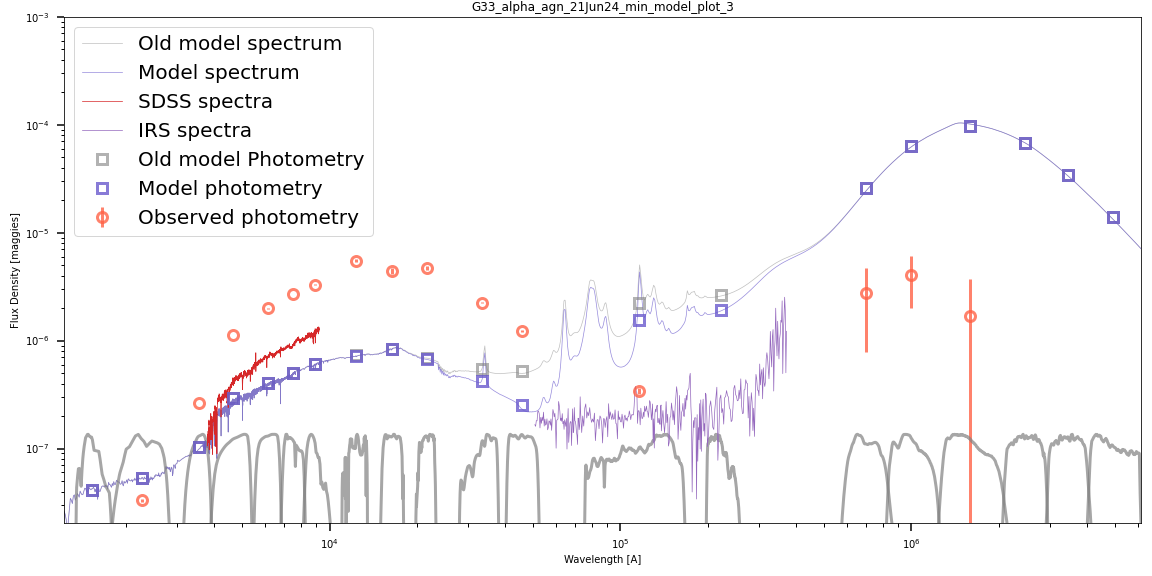 G33_alpha_agn_21Jun24_min_model_plot_3
Old model spectrum
Model spectrum
SDSS spectra
IRS spectra
Old model Photometry
Model photometry
Observed photometry
Flux Density [maggies]
10⁻³
10⁻⁴
10⁻⁵
10⁻⁶
10⁻⁷
10⁴
10⁵
10⁶
Wavelength [A]